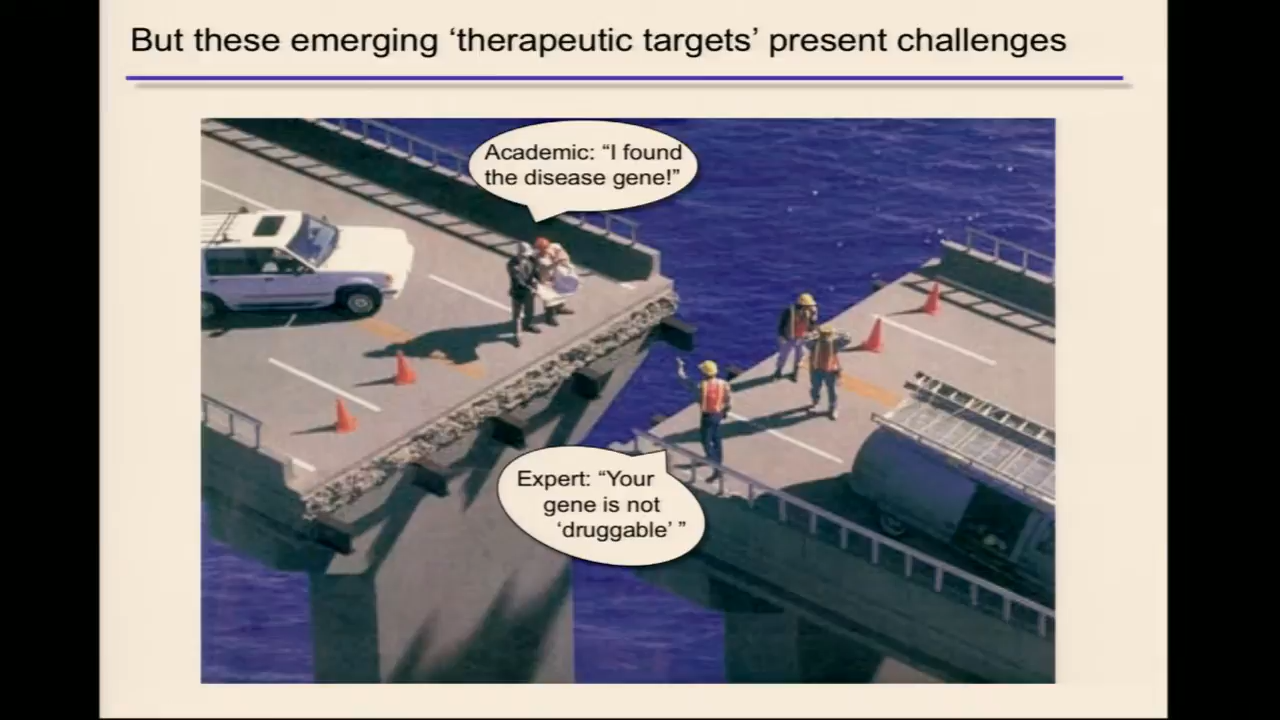 But these emerging ‘therapeutic targets’ present challenges
Academic: “I found
the disease gene!”
Expert: “Your
gene is not
‘druggable’ ”